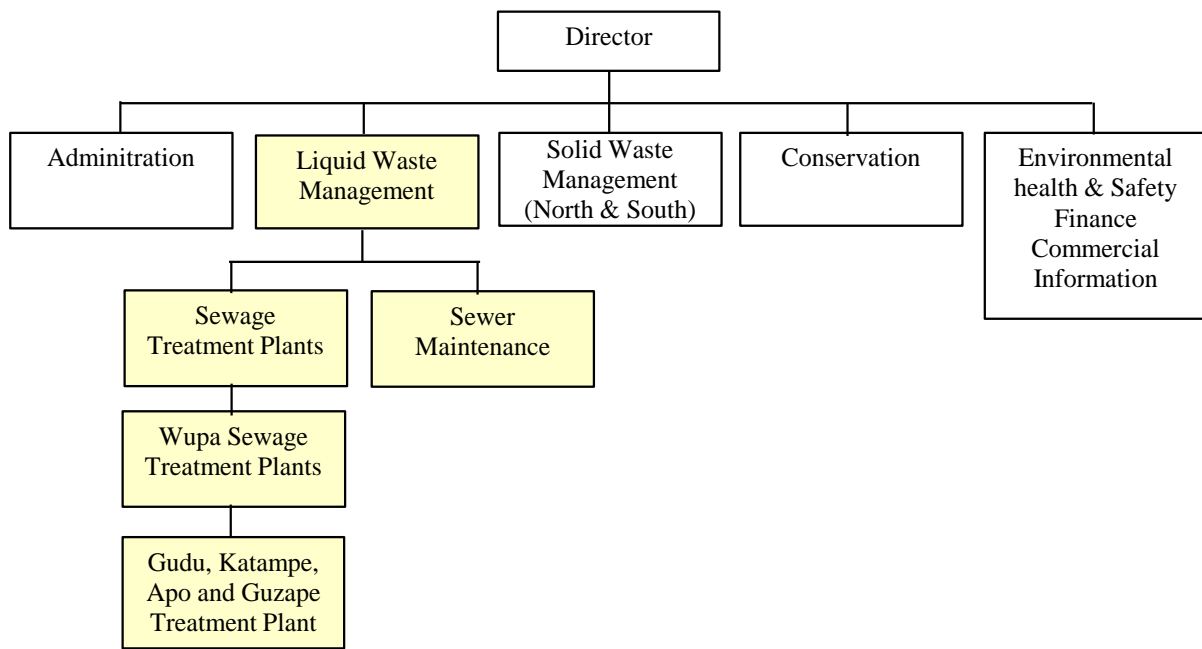 Director
Adminitration
Liquid Waste
Management
Solid Waste
Management
(North & South)
Conservation
Environmental
health & Safety
Finance
Commercial
Information
Sewage
Treatment Plants
Sewer
Maintenance
Wupa Sewage
Treatment Plants
Gudu, Katampe,
Apo and Guzape
Treatment Plant